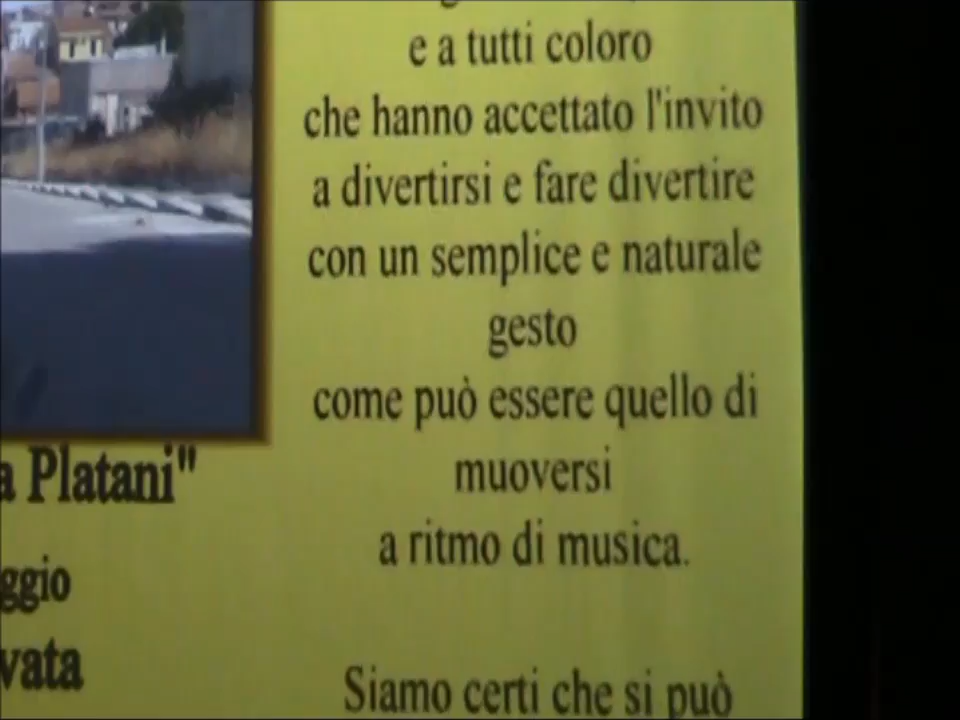 e a tutti coloro
che hanno accettato l'invito
a divertirsi e fare divertire
con un semplice e naturale
gesto
come può essere quello di
muoversi
a ritmo di musica.
Siamo certi che si può
a Platani"
ggio
vata